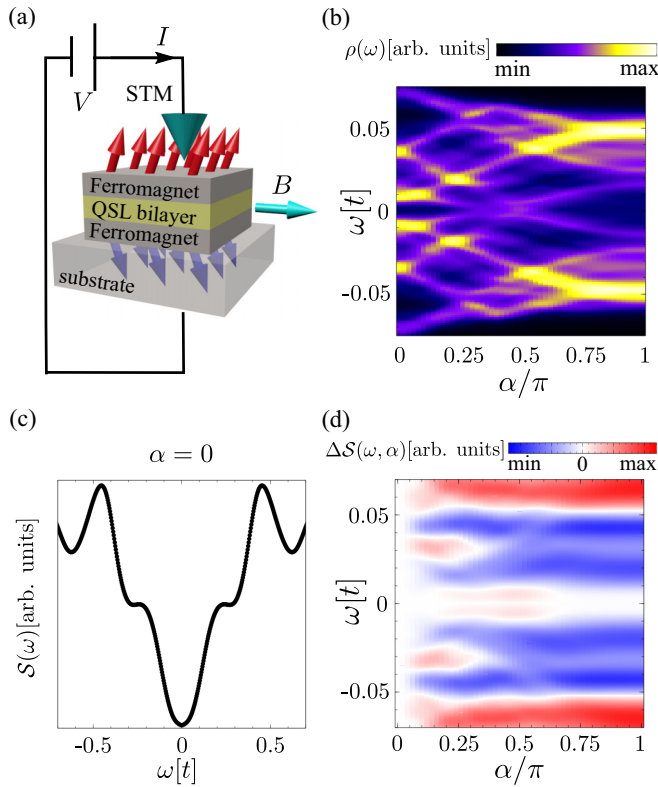 (a)
I
V
STM
Ferromagnet
QSL bilayer
Ferromagnet
B
substrate
(b)
ρ(ω)[arb. units]
min max
0.05
0
-0.05
ω[t]
0 0.25 0.5 0.75 1
α/π
(c)
α = 0
S(ω)[arb. units]
-0.5 0 0.5
ω[t]
(d)
ΔS(ω, α)[arb. units]
min 0 max
0.05
0
-0.05
ω[t]
0 0.25 0.5 0.75 1
α/π